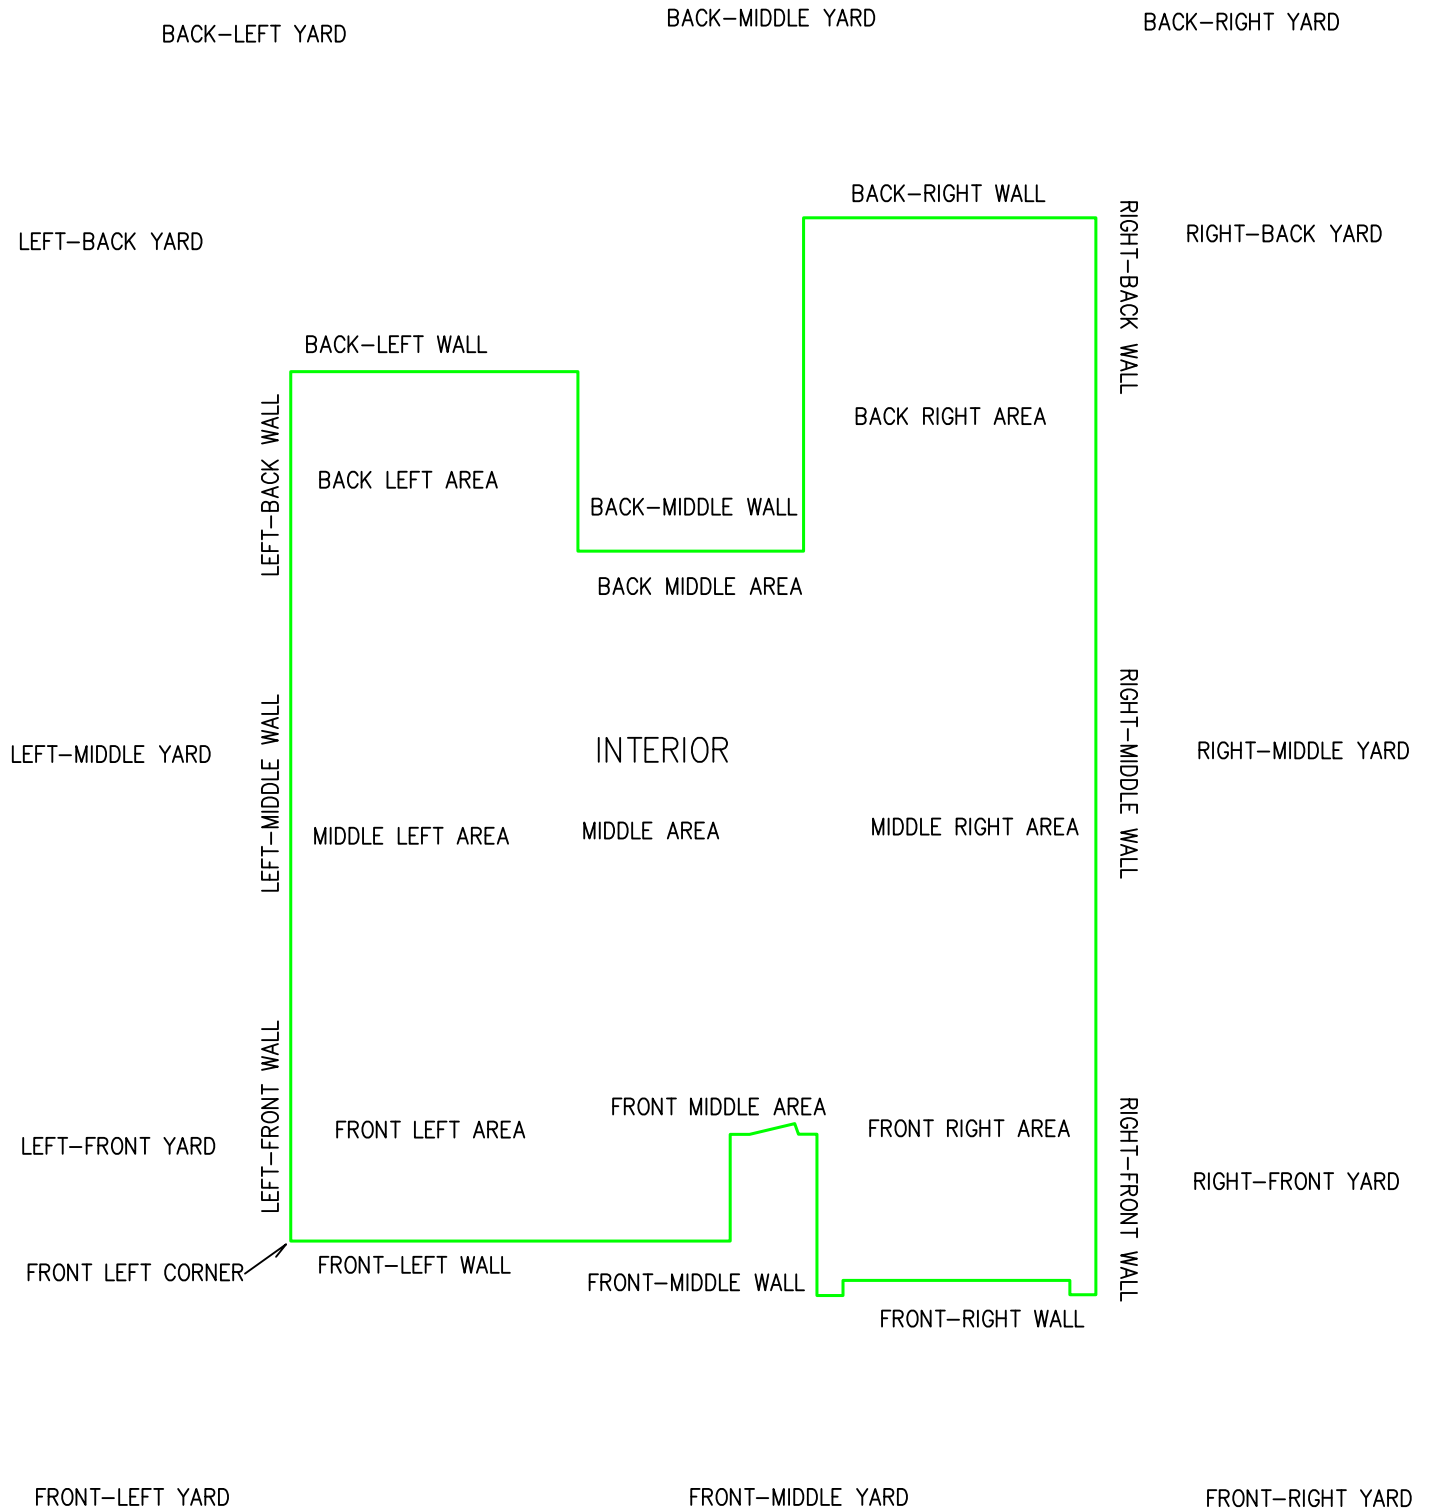 BACK-LEFT YARD
BACK-MIDDLE YARD
BACK-RIGHT YARD
BACK-RIGHT WALL
LEFT-BACK YARD
RIGHT-BACK WALL
RIGHT-BACK YARD
BACK-LEFT WALL
LEFT-BACK WALL
BACK LEFT AREA
BACK RIGHT AREA
BACK-MIDDLE WALL
BACK MIDDLE AREA
LEFT-MIDDLE YARD
LEFT-MIDDLE WALL
INTERIOR
RIGHT-MIDDLE WALL
RIGHT-MIDDLE YARD
MIDDLE LEFT AREA
MIDDLE AREA
MIDDLE RIGHT AREA
LEFT-FRONT YARD
LEFT-FRONT WALL
FRONT LEFT AREA
FRONT MIDDLE AREA
FRONT RIGHT AREA
RIGHT-FRONT WALL
RIGHT-FRONT YARD
FRONT LEFT CORNER
FRONT-LEFT WALL
FRONT-MIDDLE WALL
FRONT-RIGHT WALL
FRONT-LEFT YARD
FRONT-MIDDLE YARD
FRONT-RIGHT YARD